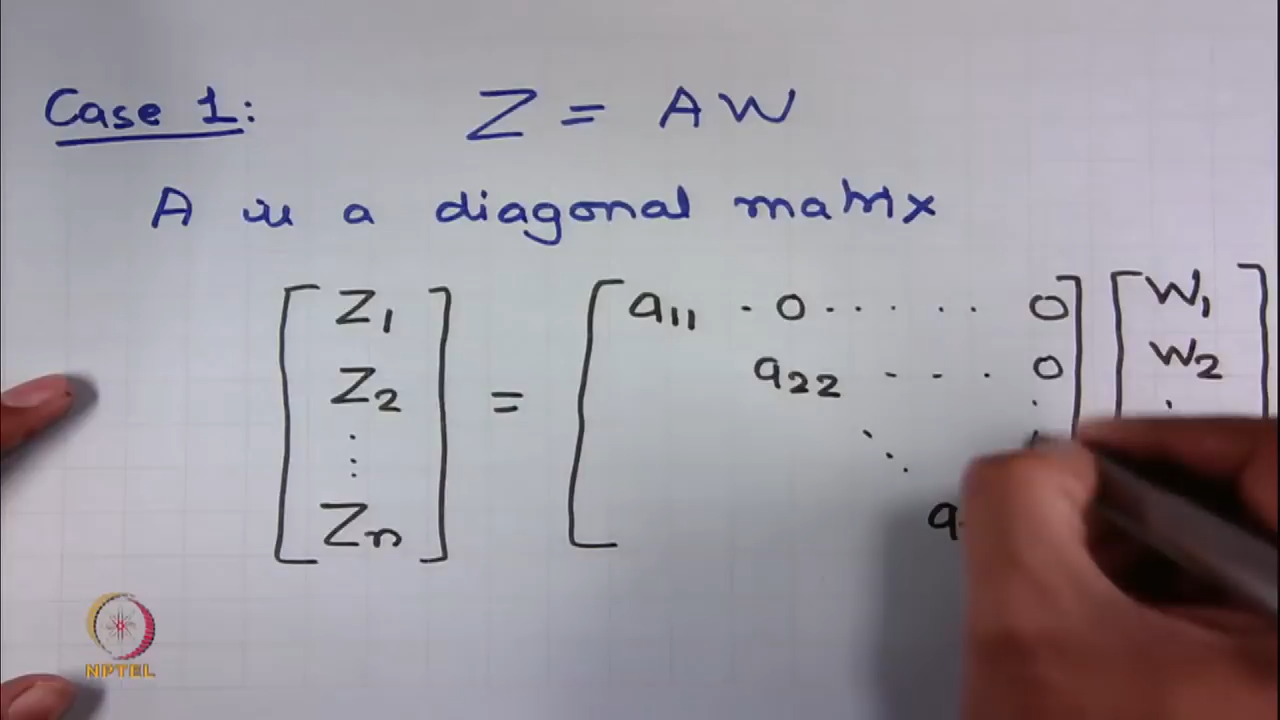 Case 1: Z = AW
A is a diagonal matrix
[ Z1 ] = [ a11 . 0 . . . . . . 0 ] [ W1 ]
[ Z2 ] [ a22 . . . 0 ] [ W2 ]
⋮ ⋱ . .
[ Zn ] [ a
NPTEL